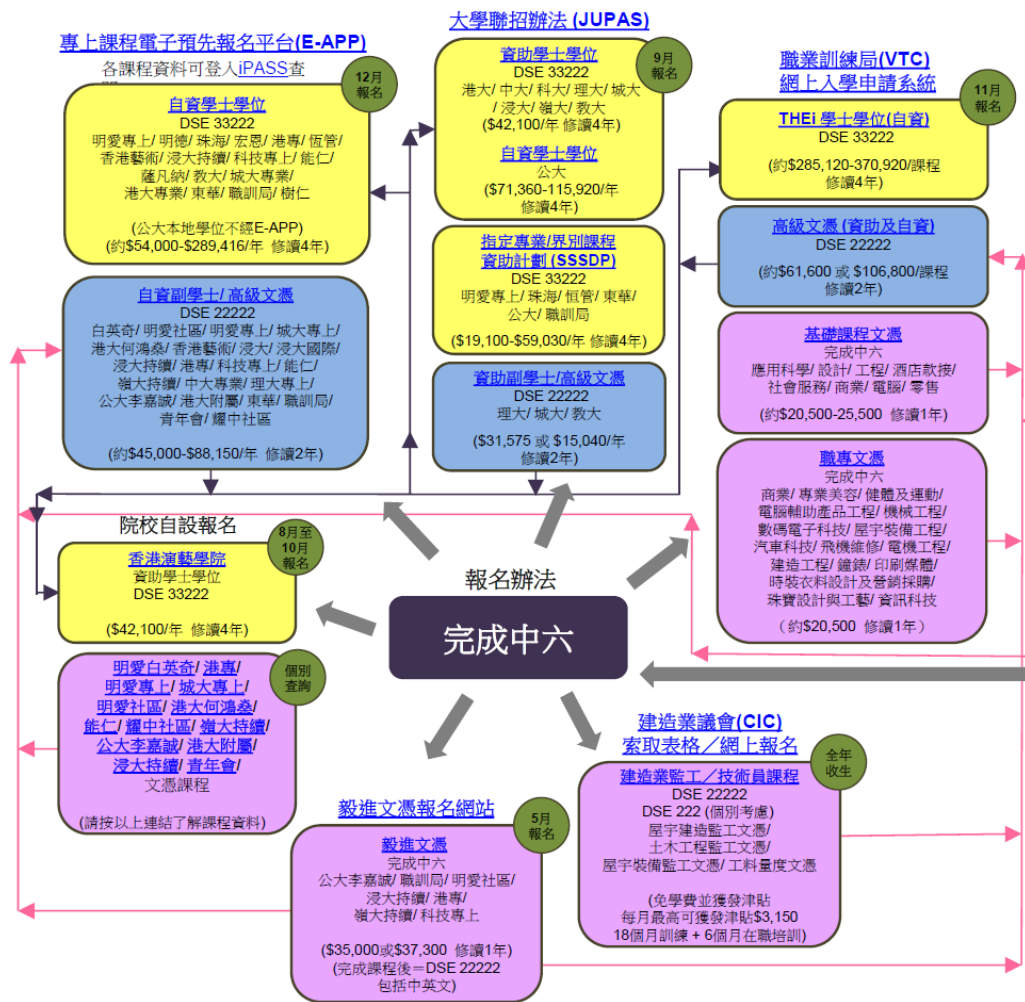 專上課程電子預先報名平台(E-APP)
各課程資料可登入iPASS查
12月
報名
自資學士學位
DSE 33222
明愛專上/ 明德/ 珠海/ 宏恩/ 港專/ 恆管/
香港藝術/ 浸大持續/ 科技專上/ 能仁/
薩凡納/ 教大/ 城大專業/
港大專業/ 東華/ 職訓局/ 樹仁
(公大本地學位不經E-APP)
(約$54,000-$289,416/年 修讀4年)
自資副學士/ 高級文憑
DSE 22222
白英奇/ 明愛社區/ 明愛專上/ 城大專上/
港大何鴻燊/ 香港藝術/ 浸大/ 浸大國際/
浸大持續/ 港專/ 科技專上/ 能仁/
嶺大持續/ 中大專業/ 理大專上/
公大李嘉誠/ 港大附屬/ 東華/ 職訓局/
青年會/ 耀中社區
(約$45,000-$88,150/年 修讀2年)
大學聯招辦法 (JUPAS)
9月
報名
資助學士學位
DSE 33222
港大/ 中大/ 科大/ 理大/ 城大
/ 浸大/ 嶺大/ 教大
($42,100/年 修讀4年)
自資學士學位
公大
($71,360-115,920/年
修讀4年)
指定專業/界別課程
資助計劃 (SSSDP)
DSE 33222
明愛專上/ 珠海/ 恒管/ 東華/
公大/ 職訓局
($19,100-$59,030/年 修讀4年)
資助副學士/高級文憑
DSE 22222
理大/ 城大/ 教大
($31,575 或 $15,040/年
修讀2年)
職業訓練局(VTC)
網上入學申請系統
11月
報名
THEi 學士學位(自資)
DSE 33222
(約$285,120-370,920/課程
修讀4年)
高級文憑 (資助及自資)
DSE 22222
(約$61,600 或 $106,800/課程
修讀2年)
基礎課程文憑
完成中六
應用科學/ 設計/ 工程/ 酒店款接/
社會服務/ 商業/ 電腦/ 零售
(約$20,500-25,500 修讀1年)
職專文憑
完成中六
商業/ 專業美容/ 健體及運動/
電腦輔助產品工程/ 機械工程/
數碼電子科技/ 屋宇裝備工程/
汽車科技/ 飛機維修/ 電機工程/
建造工程/ 鐘錶/ 印刷媒體/
時裝衣料設計及營銷採購/
珠寶設計與工藝/ 資訊科技
（約$20,500 修讀1年）
院校自設報名
8月至
10月
報名
香港演藝學院
資助學士學位
DSE 33222
($42,100/年 修讀4年)
個別
查詢
明愛白英奇/ 港專/
明愛專上/ 城大專上/
明愛社區/ 港大何鴻燊/
能仁/ 耀中社區/ 嶺大持續/
公大李嘉誠/ 港大附屬/
浸大持續/ 青年會/
文憑課程
(請按以上連結了解課程資料)
報名辦法
完成中六
毅進文憑報名網站
5月
報名
毅進文憑
完成中六
公大李嘉誠/ 職訓局/ 明愛社區/
浸大持續/ 港專/
嶺大持續/ 科技專上
($35,000或$37,300 修讀1年)
(完成課程後＝DSE 22222
包括中英文)
建造業議會(CIC)
索取表格／網上報名
全年
收生
建造業監工／技術員課程
DSE 22222
DSE 222 (個別考慮)
屋宇建造監工文憑/
土木工程監工文憑/
屋宇裝備監工文憑/ 工料量度文憑
(免學費並獲發津貼
每月最高可獲發津貼$3,150
18個月訓練 + 6個月在職培訓)